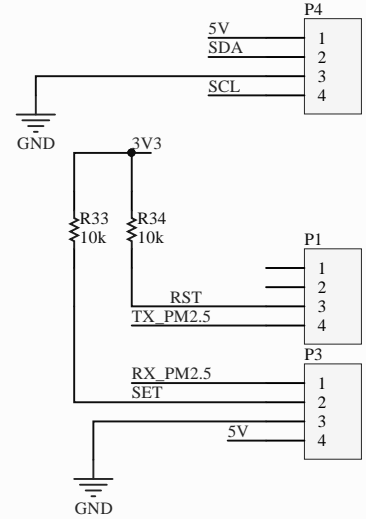 P4
5V 1
SDA 2
3
SCL 4
GND
3V3
R33 R34
10k 10k
P1
1
2
RST 3
TX_PM2.5 4
P3
RX_PM2.5 1
SET 2
3
5V 4
GND